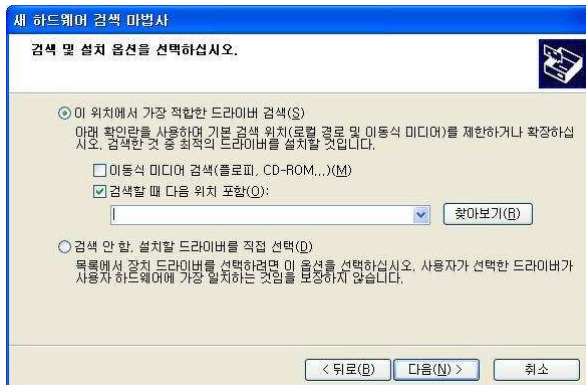 새 하드웨어 검색 마법사
검색 및 설치 옵션을 선택하십시오.
이 위치에서 가장 적합한 드라이버 검색(S)
아래 확인란을 사용하여 기본 검색 위치(로컬 경로 및 이동식 미디어)를 제한하거나 확장하십
시오. 검색한 것 중 최적의 드라이버를 설치할 것입니다.
이동식 미디어 검색(플로피, CD-ROM...)(M)
검색할 때 다음 위치 포함(O):
찾아보기(R)
검색 안 함. 설치할 드라이버를 직접 선택(D)
목록에서 장치 드라이버를 선택하려면 이 옵션을 선택하십시오. 사용자가 선택한 드라이버가
사용자 하드웨어에 가장 일치하는 것임을 보장하지 않습니다.
< 뒤로(B) 다음(N) > 취소